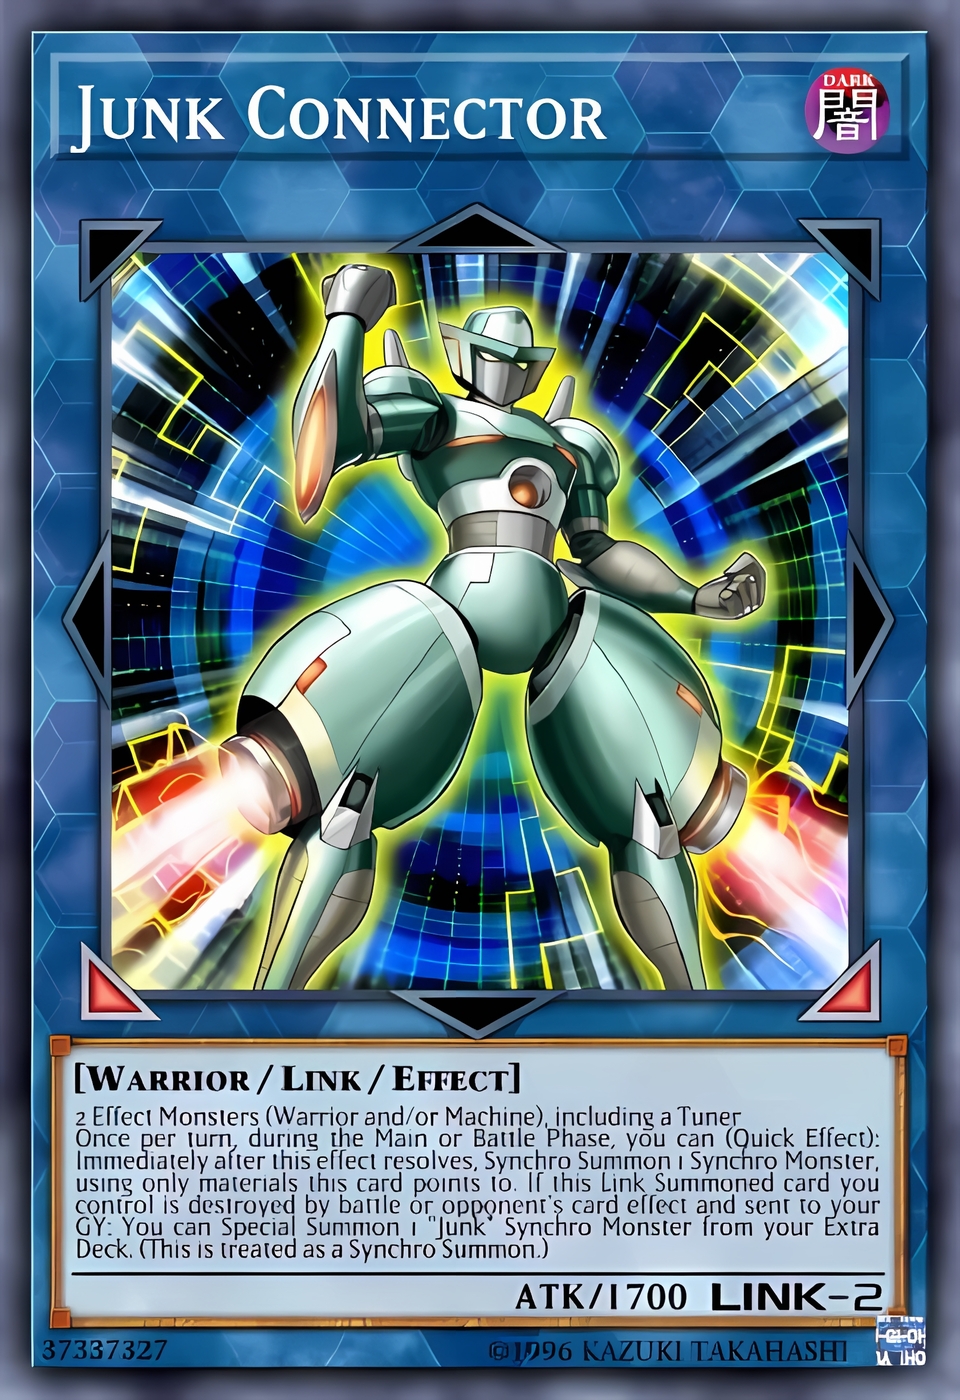 Junk Connector
DARK
闇
[Warrior / Link / Effect]
2 Effect Monsters (Warrior and/or Machine), including a Tuner
Once per turn, during the Main or Battle Phase, you can (Quick Effect):
Immediately after this effect resolves, Synchro Summon 1 Synchro Monster,
using only materials this card points to. If this Link Summoned card you
control is destroyed by battle or opponent's card effect and sent to your
GY: You can Special Summon 1 "Junk" Synchro Monster from your Extra
Deck. (This is treated as a Synchro Summon.)
ATK/1700 LINK-2
37337327 ©1996 KAZUKI TAKAHASHI